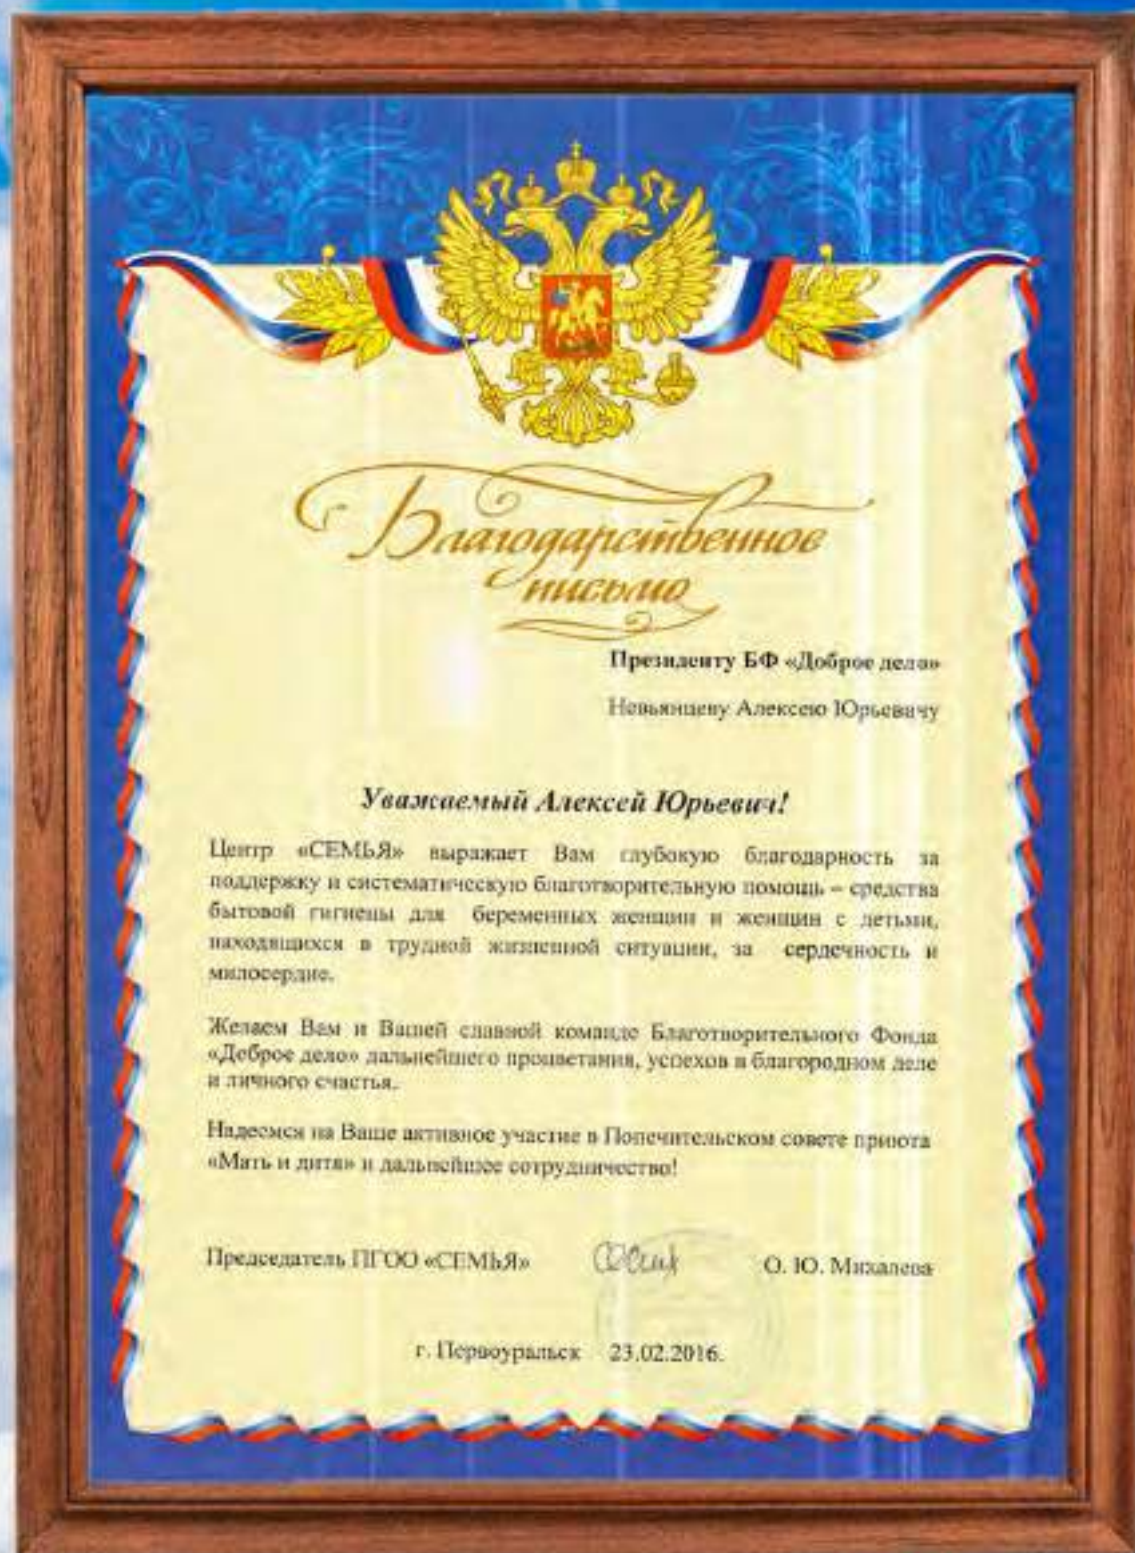 Благодарственное
письмо
Президенту БФ «Доброе дело»
Невьянцеву Алексею Юрьевичу
Уважаемый Алексей Юрьевич!
Центр «СЕМЬЯ» выражает Вам глубокую благодарность за
поддержку и систематическую благотворительную помощь – средства
бытовой гигиены для беременных женщин и женщин с детьми,
находящихся в трудной жизненной ситуации, за сердечность и
милосердие.
Желаем Вам и Вашей славной команде Благотворительного Фонда
«Доброе дело» дальнейшего процветания, успехов в благородном деле
и личного счастья.
Надеемся на Ваше активное участие в Попечительском совете приюта
«Мать и дитя» и дальнейшее сотрудничество!
Председатель ПГОО «СЕМЬЯ» О. Ю. Михалева
г. Первоуральск 23.02.2016.